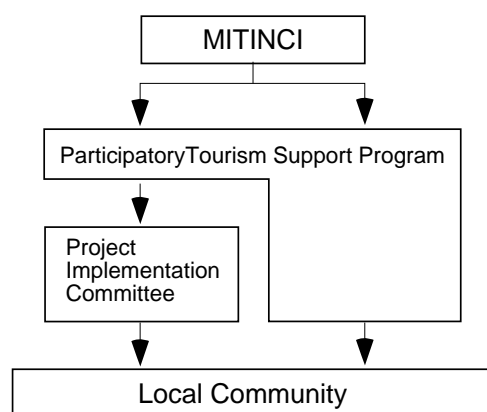 MITINCI
ParticipatoryTourism Support Program
Project
Implementation
Committee
Local Community